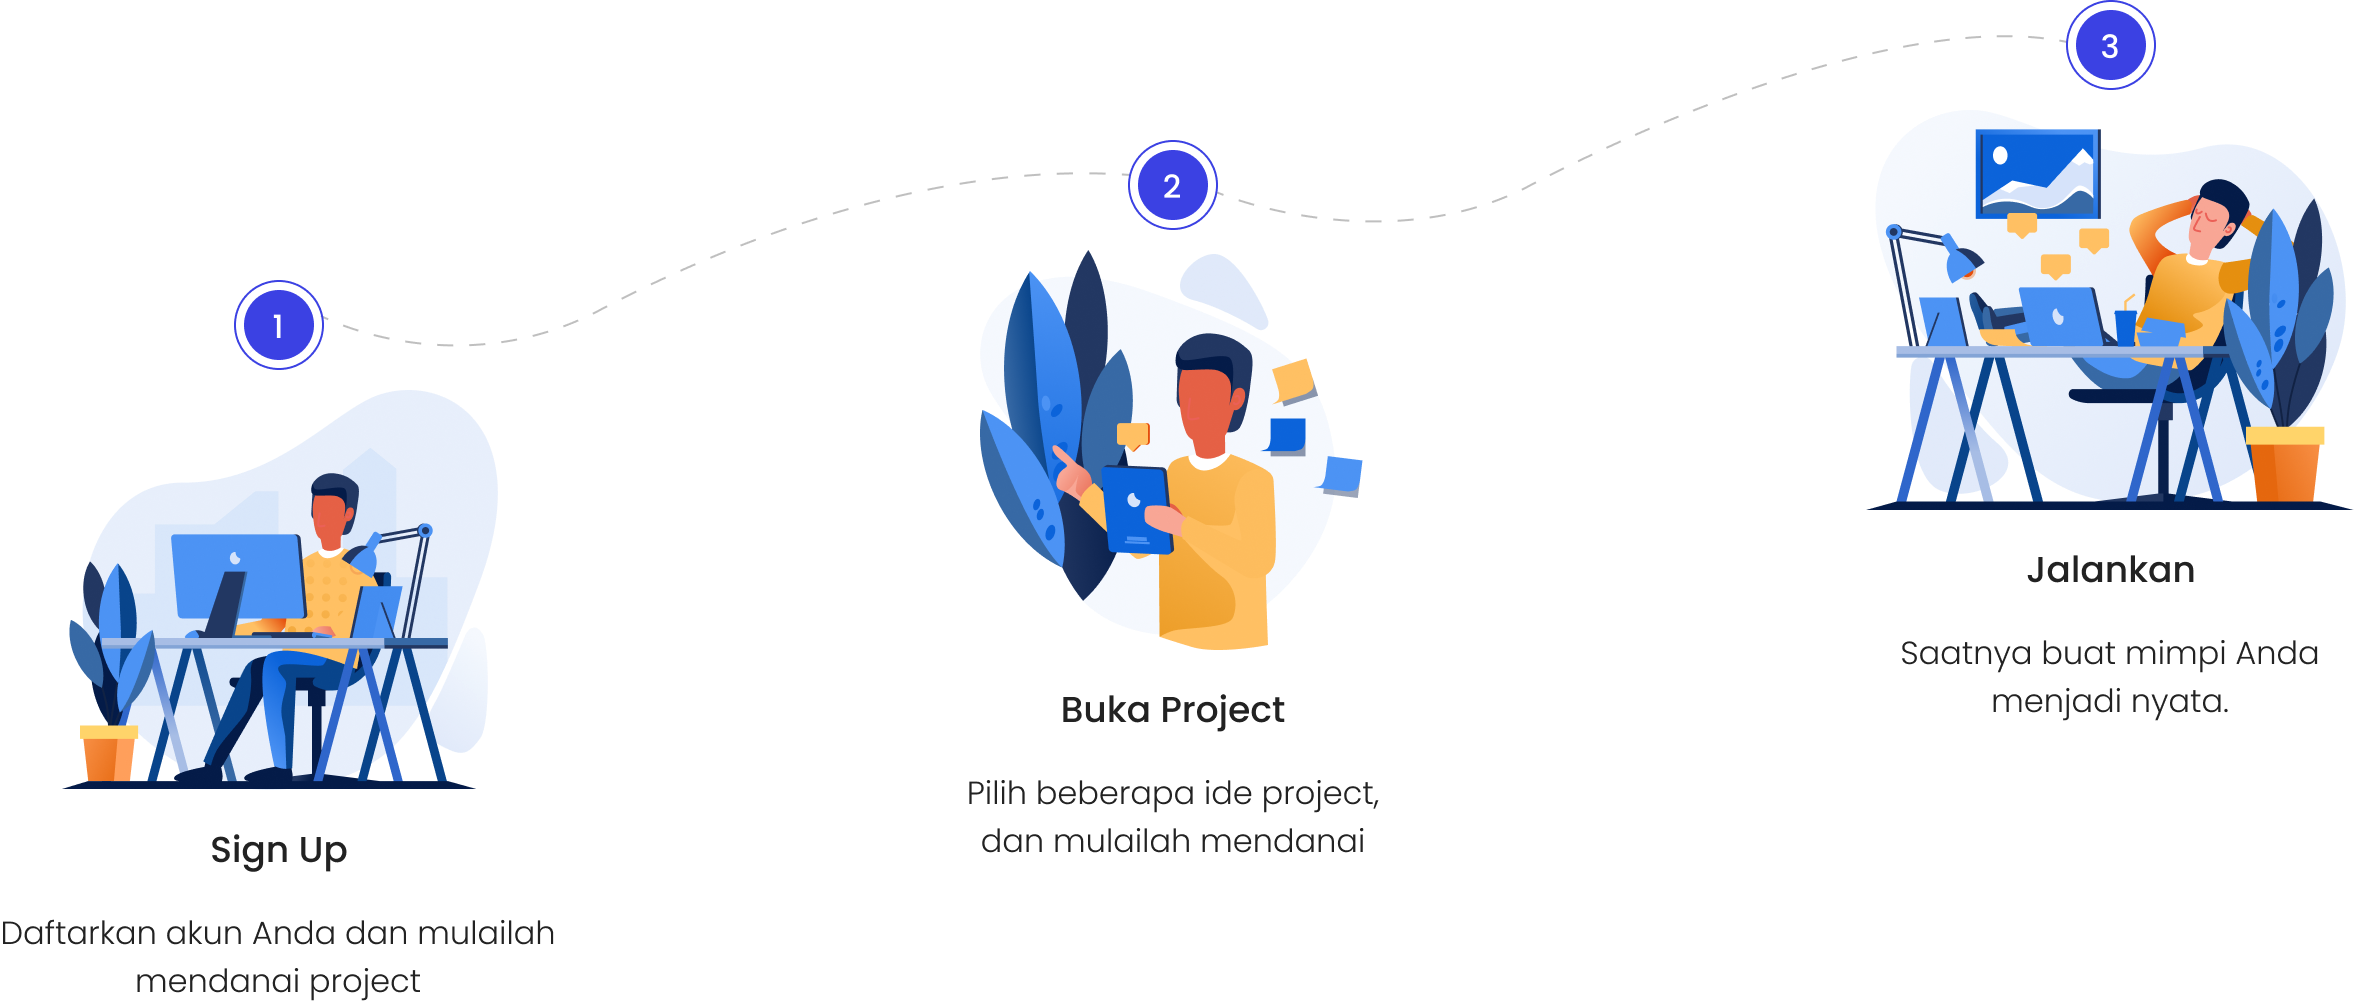 1
Sign Up
Daftarkan akun Anda dan mulailah
mendanai project
2
Buka Project
Pilih beberapa ide project,
dan mulailah mendanai
3
Jalankan
Saatnya buat mimpi Anda
menjadi nyata.